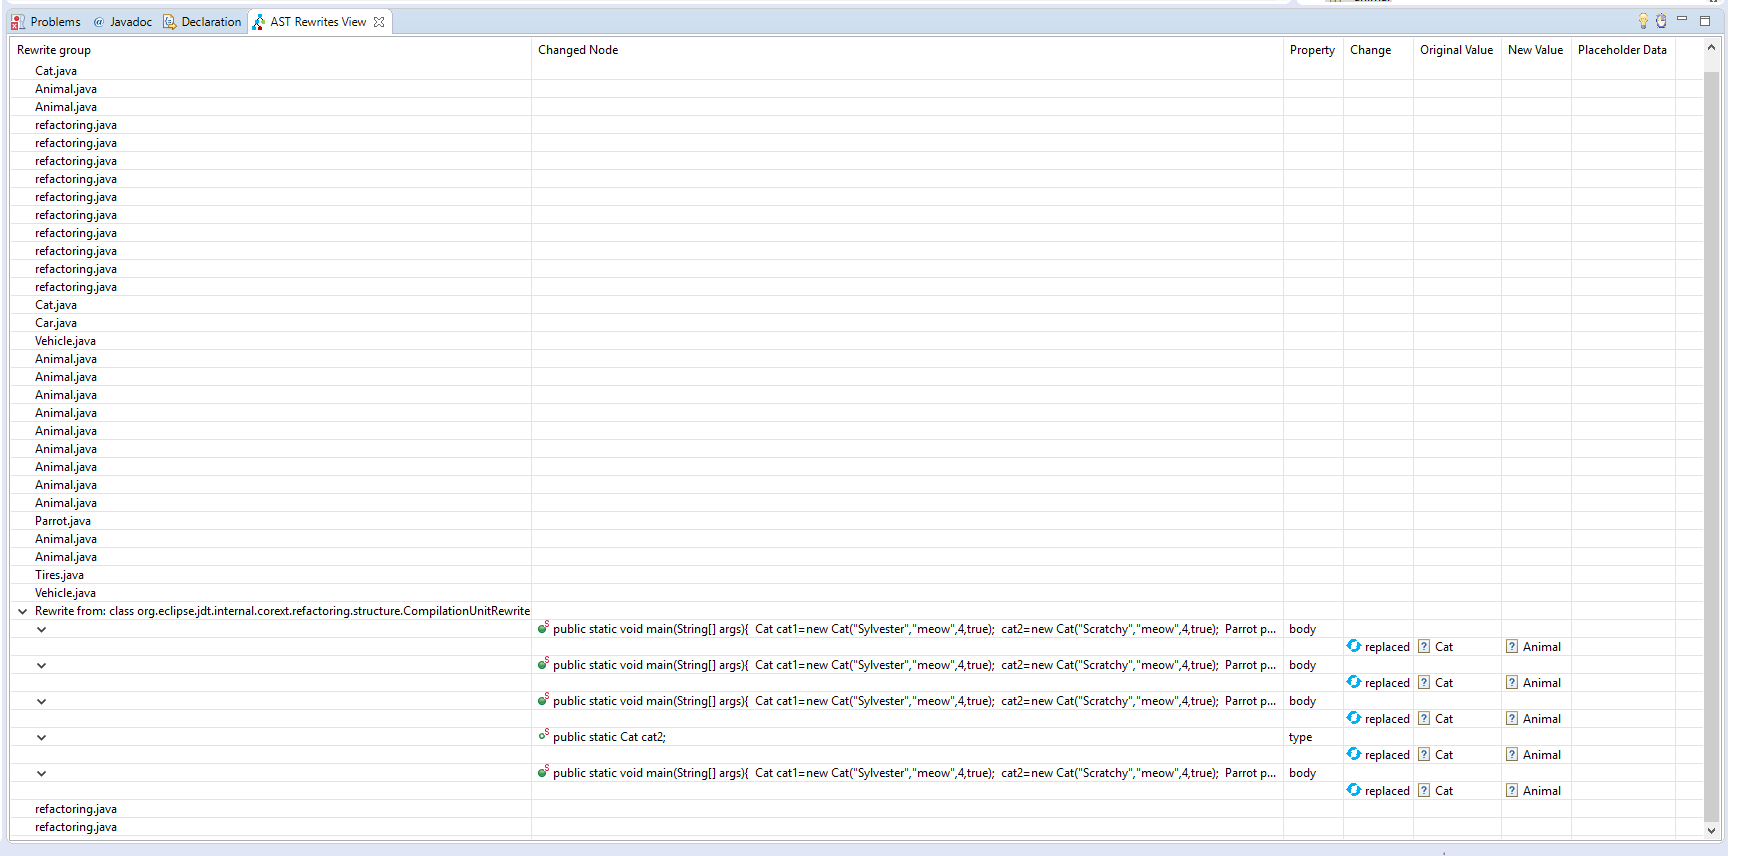 Problems @ Javadoc Declaration AST Rewrites View
Rewrite group Changed Node Property Change Original Value New Value Placeholder Data
Cat.java
Animal.java
Animal.java
refactoring.java
refactoring.java
refactoring.java
refactoring.java
refactoring.java
refactoring.java
refactoring.java
refactoring.java
refactoring.java
refactoring.java
Cat.java
Car.java
Vehicle.java
Animal.java
Animal.java
Animal.java
Animal.java
Animal.java
Animal.java
Animal.java
Animal.java
Animal.java
Parrot.java
Animal.java
Animal.java
Tires.java
Vehicle.java
Rewrite from: class org.eclipse.jdt.internal.corext.refactoring.structure.CompilationUnitRewrite
public static void main(String[] args){ Cat cat1=new Cat("Sylvester","meow",4,true); cat2=new Cat("Scratchy","meow",4,true); Parrot p... body
replaced ? Cat ? Animal
public static void main(String[] args){ Cat cat1=new Cat("Sylvester","meow",4,true); cat2=new Cat("Scratchy","meow",4,true); Parrot p... body
replaced ? Cat ? Animal
public static void main(String[] args){ Cat cat1=new Cat("Sylvester","meow",4,true); cat2=new Cat("Scratchy","meow",4,true); Parrot p... body
replaced ? Cat ? Animal
public static Cat cat2; type
replaced ? Cat ? Animal
public static void main(String[] args){ Cat cat1=new Cat("Sylvester","meow",4,true); cat2=new Cat("Scratchy","meow",4,true); Parrot p... body
replaced ? Cat ? Animal
refactoring.java
refactoring.java